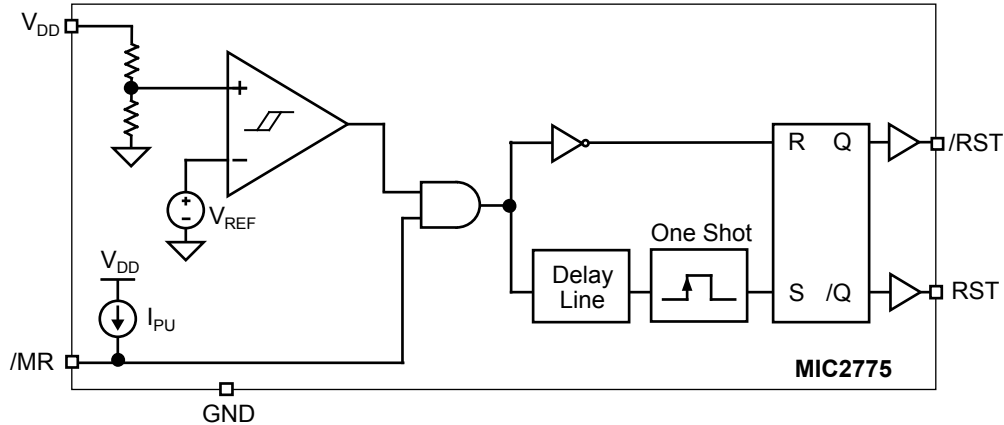 VDD
+
−
+
−
VREF
VDD
IPU
/MR
GND
One Shot
Delay
Line
R Q
S /Q
/RST
RST
MIC2775